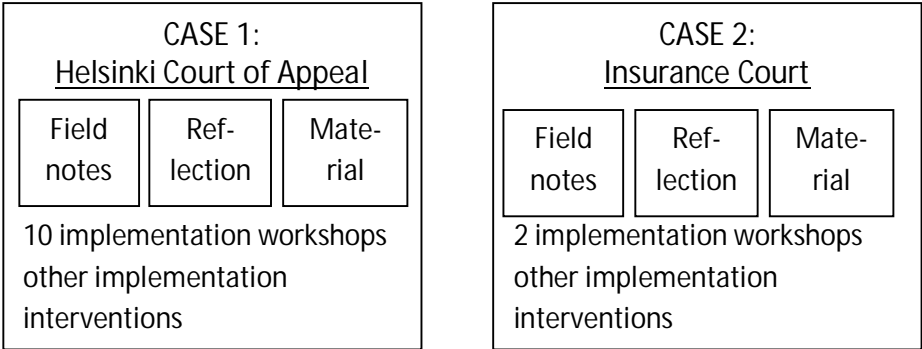 CASE 1:
Helsinki Court of Appeal
Field
notes
Ref-
lection
Mate-
rial
10 implementation workshops
other implementation
interventions
CASE 2:
Insurance Court
Field
notes
Ref-
lection
Mate-
rial
2 implementation workshops
other implementation
interventions